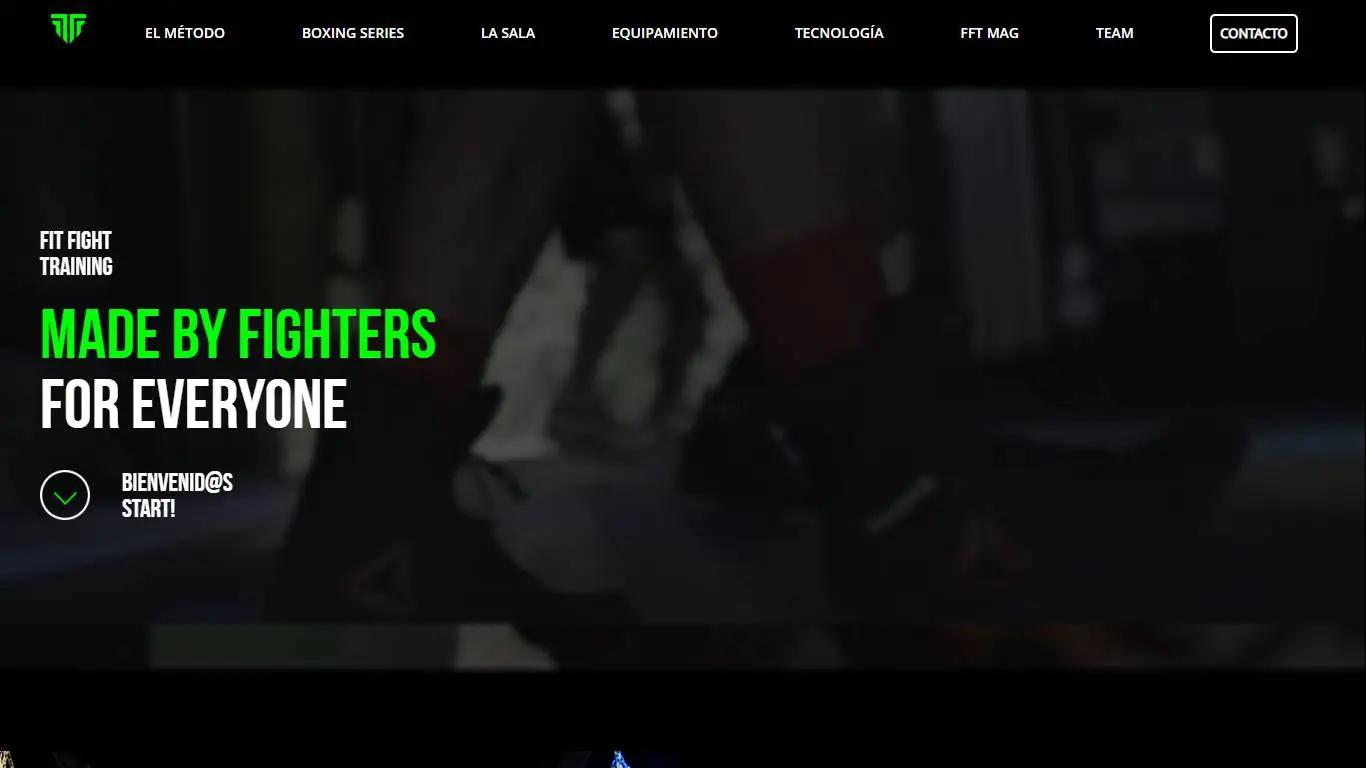 EL MÉTODO
BOXING SERIES
LA SALA
EQUIPAMIENTO
TECNOLOGÍA
FFT MAG
TEAM
CONTACTO
FIT FIGHT
TRAINING
MADE BY FIGHTERS
FOR EVERYONE
BIENVENID@S
START!